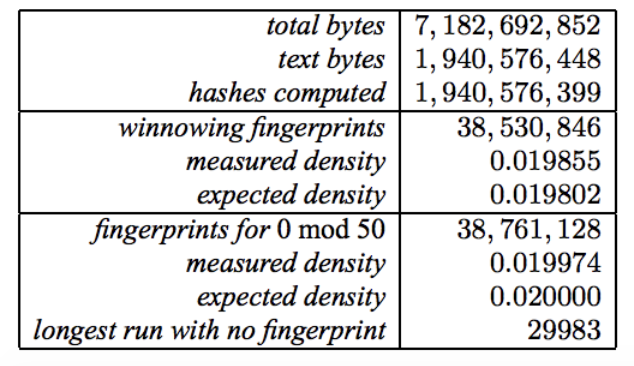 total bytes 7, 182, 692, 852
text bytes 1, 940, 576, 448
hashes computed 1, 940, 576, 399
winnowing fingerprints 38, 530, 846
measured density 0.019855
expected density 0.019802
fingerprints for 0 mod 50 38, 761, 128
measured density 0.019974
expected density 0.020000
longest run with no fingerprint 29983